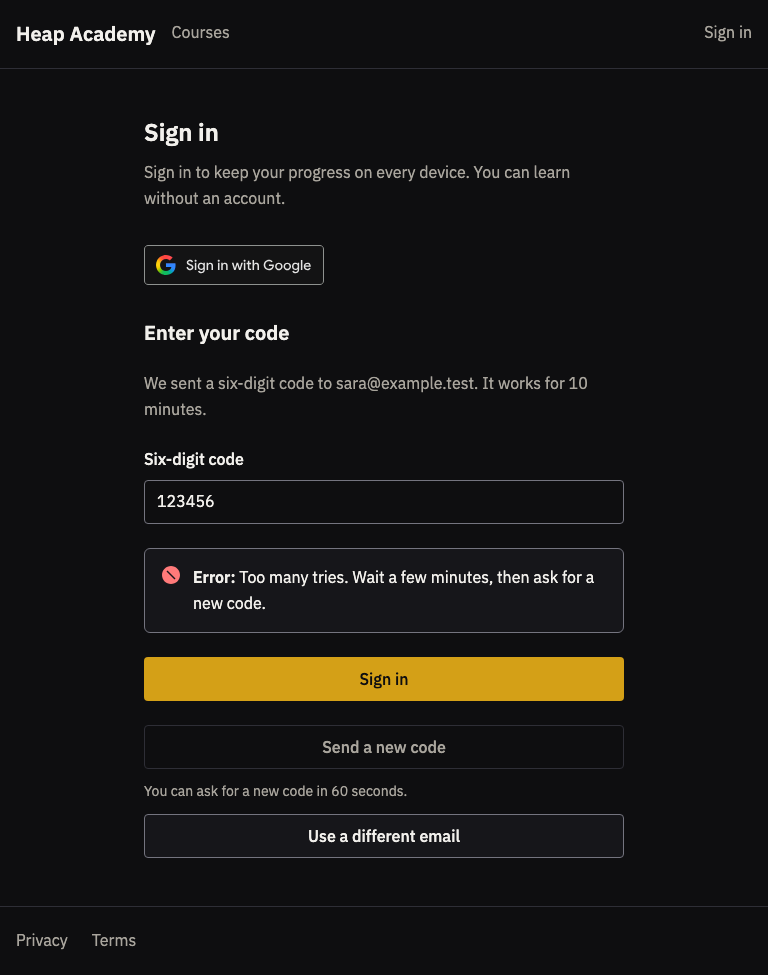 Heap Academy
Courses
Sign in
Sign in
Sign in to keep your progress on every device. You can learn
without an account.
Sign in with Google
Enter your code
We sent a six-digit code to sara@example.test. It works for 10
minutes.
Six-digit code
123456
Error: Too many tries. Wait a few minutes, then ask for a
new code.
Sign in
Send a new code
You can ask for a new code in 60 seconds.
Use a different email
Privacy
Terms